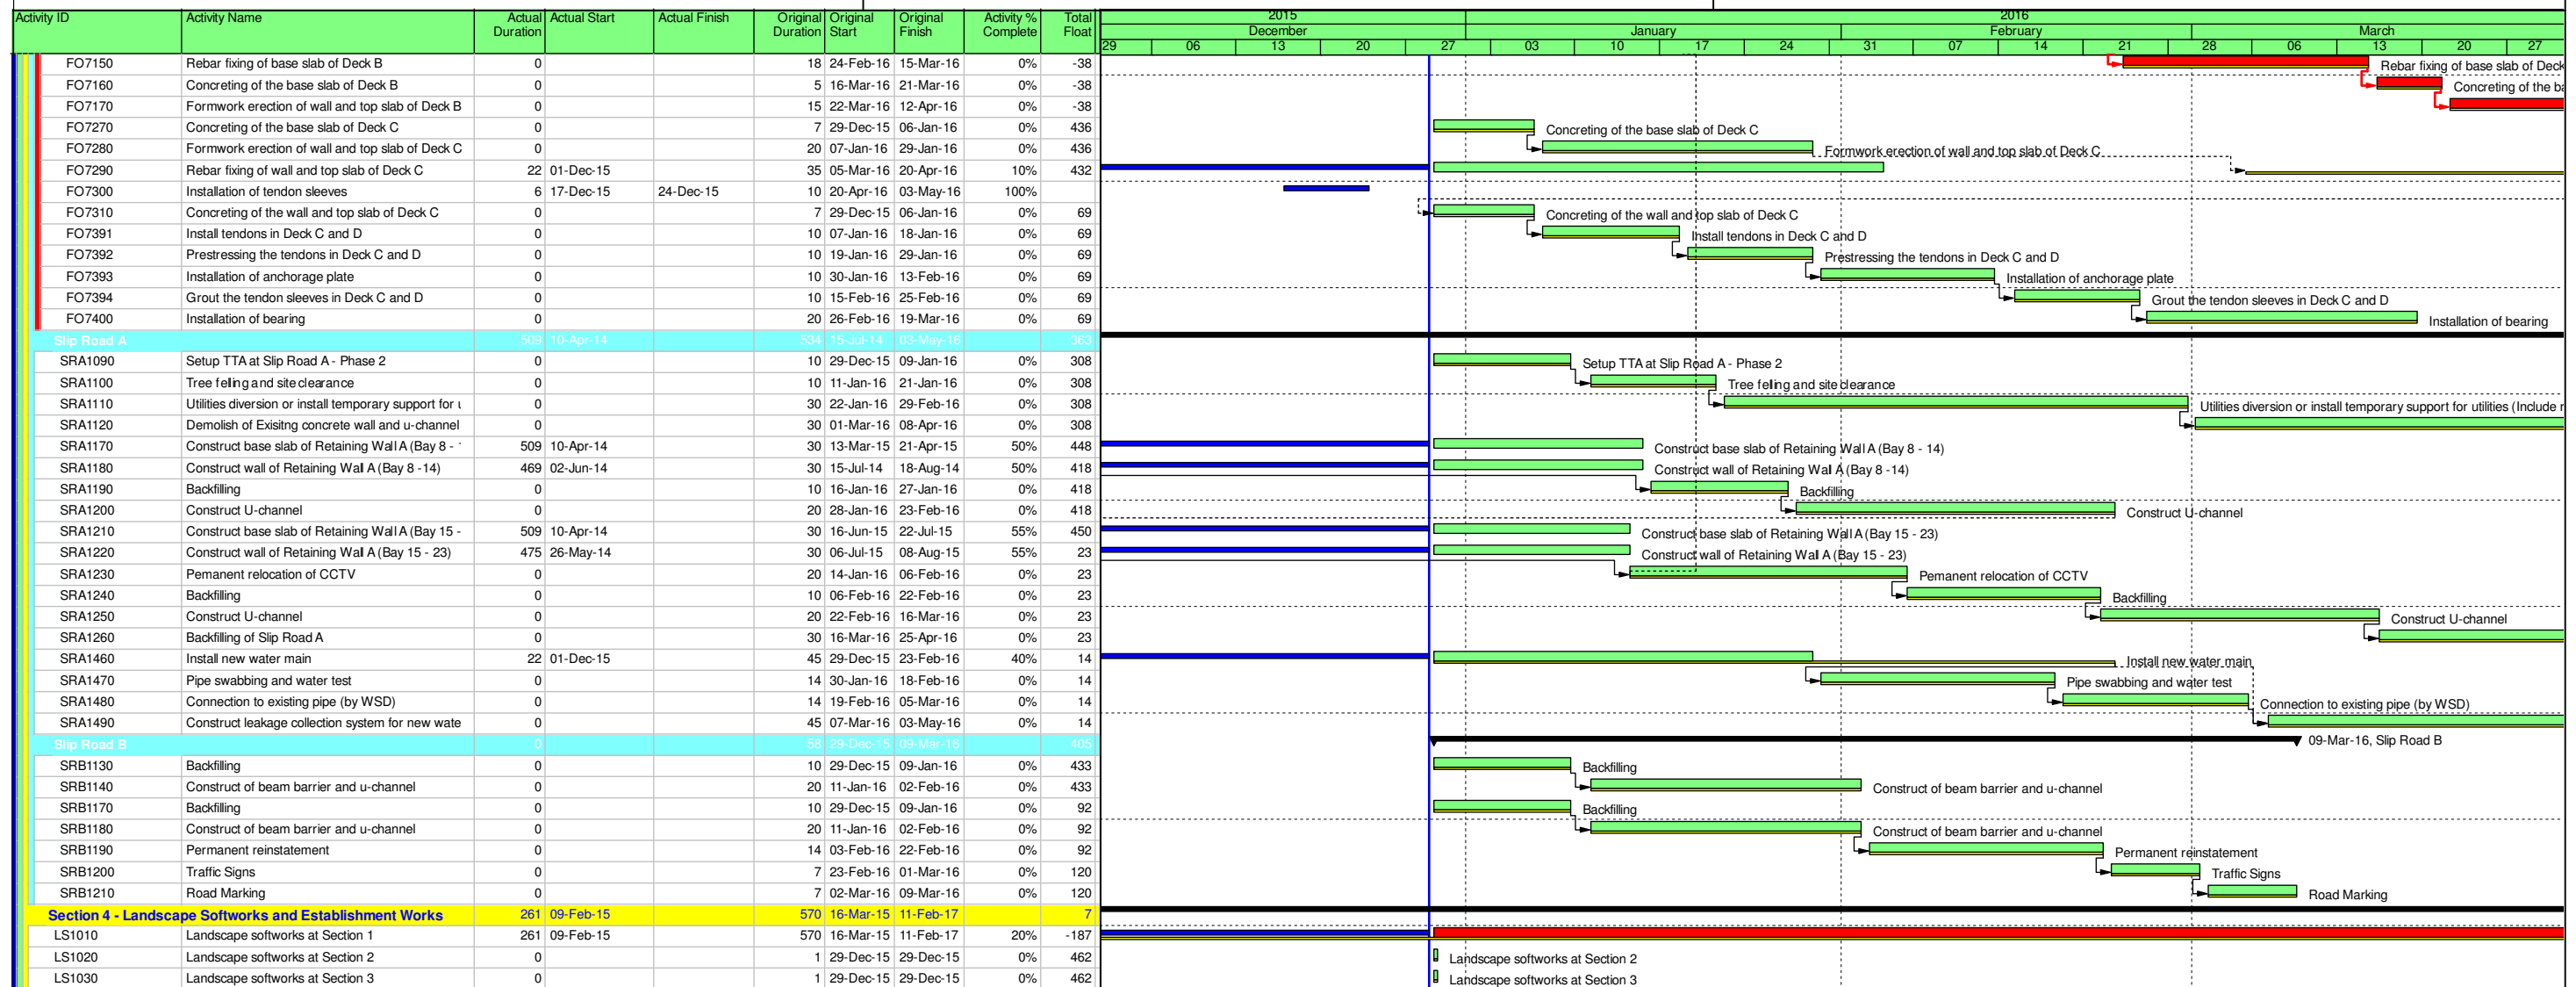 2015 2016
Activity ID Activity Name Actual Duration Actual Start Actual Finish Original Duration Original Start Original Finish Activity % Complete Total Float
December January February March
29 06 13 20 27 03 10 17 24 31 07 14 21 28 06 13 20 27
FO7150 Rebar fixing of base slab of Deck B 0 18 24-Feb-16 15-Mar-16 0% -38 Rebar fixing of base slab of Deck
FO7160 Concreting of the base slab of Deck B 0 5 16-Mar-16 21-Mar-16 0% -38 Concreting of the ba
FO7170 Formwork erection of wall and top slab of Deck B 0 15 22-Mar-16 12-Apr-16 0% -38
FO7270 Concreting of the base slab of Deck C 0 7 29-Dec-15 06-Jan-16 0% 436 Concreting of the base slab of Deck C
FO7280 Formwork erection of wall and top slab of Deck C 0 20 07-Jan-16 29-Jan-16 0% 436 Formwork erection of wall and top slab of Deck C
FO7290 Rebar fixing of wall and top slab of Deck C 22 01-Dec-15 35 05-Mar-16 20-Apr-16 10% 432
FO7300 Installation of tendon sleeves 6 17-Dec-15 24-Dec-15 10 20-Apr-16 03-May-16 100%
FO7310 Concreting of the wall and top slab of Deck C 0 7 29-Dec-15 06-Jan-16 0% 69 Concreting of the wall and top slab of Deck C
FO7391 Install tendons in Deck C and D 0 10 07-Jan-16 18-Jan-16 0% 69 Install tendons in Deck C and D
FO7392 Prestressing the tendons in Deck C and D 0 10 19-Jan-16 29-Jan-16 0% 69 Prestressing the tendons in Deck C and D
FO7393 Installation of anchorage plate 0 10 30-Jan-16 13-Feb-16 0% 69 Installation of anchorage plate
FO7394 Grout the tendon sleeves in Deck C and D 0 10 15-Feb-16 25-Feb-16 0% 69 Grout the tendon sleeves in Deck C and D
FO7400 Installation of bearing 0 20 26-Feb-16 19-Mar-16 0% 69 Installation of bearing
Slip Road A 509 10-Apr-14 534 15-Jul-14 03-May-16 363
SRA1090 Setup TTA at Slip Road A - Phase 2 0 10 29-Dec-15 09-Jan-16 0% 308 Setup TTA at Slip Road A - Phase 2
SRA1100 Tree felling and site clearance 0 10 11-Jan-16 21-Jan-16 0% 308 Tree felling and site clearance
SRA1110 Utilities diversion or install temporary support for u 0 30 22-Jan-16 29-Feb-16 0% 308 Utilities diversion or install temporary support for utilities (Include r
SRA1120 Demolish of Exisitng concrete wall and u-channel 0 30 01-Mar-16 08-Apr-16 0% 308
SRA1170 Construct base slab of Retaining Wall A (Bay 8 - 509 10-Apr-14 30 13-Mar-15 21-Apr-15 50% 448 Construct base slab of Retaining Wall A (Bay 8 - 14)
SRA1180 Construct wall of Retaining Wall A (Bay 8 -14) 469 02-Jun-14 30 15-Jul-14 18-Aug-14 50% 418 Construct wall of Retaining Wall A (Bay 8 -14)
SRA1190 Backfilling 0 10 16-Jan-16 27-Jan-16 0% 418 Backfilling
SRA1200 Construct U-channel 0 20 28-Jan-16 23-Feb-16 0% 418 Construct U-channel
SRA1210 Construct base slab of Retaining Wall A (Bay 15 - 509 10-Apr-14 30 16-Jun-15 22-Jul-15 55% 450 Construct base slab of Retaining Wall A (Bay 15 - 23)
SRA1220 Construct wall of Retaining Wall A (Bay 15 - 23) 475 26-May-14 30 06-Jul-15 08-Aug-15 55% 23 Construct wall of Retaining Wall A (Bay 15 - 23)
SRA1230 Pemanent relocation of CCTV 0 20 14-Jan-16 06-Feb-16 0% 23 Pemanent relocation of CCTV
SRA1240 Backfilling 0 10 06-Feb-16 22-Feb-16 0% 23 Backfilling
SRA1250 Construct U-channel 0 20 22-Feb-16 16-Mar-16 0% 23 Construct U-channel
SRA1260 Backfilling of Slip Road A 0 30 16-Mar-16 25-Apr-16 0% 23
SRA1460 Install new water main 22 01-Dec-15 45 29-Dec-15 23-Feb-16 40% 14 Install new water main
SRA1470 Pipe swabbing and water test 0 14 30-Jan-16 18-Feb-16 0% 14 Pipe swabbing and water test
SRA1480 Connection to existing pipe (by WSD) 0 14 19-Feb-16 05-Mar-16 0% 14 Connection to existing pipe (by WSD)
SRA1490 Construct leakage collection system for new wate 0 45 07-Mar-16 03-May-16 0% 14
Slip Road B 0 58 29-Dec-15 09-Mar-16 405 09-Mar-16, Slip Road B
SRB1130 Backfilling 0 10 29-Dec-15 09-Jan-16 0% 433 Backfilling
SRB1140 Construct of beam barrier and u-channel 0 20 11-Jan-16 02-Feb-16 0% 433 Construct of beam barrier and u-channel
SRB1170 Backfilling 0 10 29-Dec-15 09-Jan-16 0% 92 Backfilling
SRB1180 Construct of beam barrier and u-channel 0 20 11-Jan-16 02-Feb-16 0% 92 Construct of beam barrier and u-channel
SRB1190 Permanent reinstatement 0 14 03-Feb-16 22-Feb-16 0% 92 Permanent reinstatement
SRB1200 Traffic Signs 0 7 23-Feb-16 01-Mar-16 0% 120 Traffic Signs
SRB1210 Road Marking 0 7 02-Mar-16 09-Mar-16 0% 120 Road Marking
Section 4 - Landscape Softworks and Establishment Works 261 09-Feb-15 570 16-Mar-15 11-Feb-17 7
LS1010 Landscape softworks at Section 1 261 09-Feb-15 570 16-Mar-15 11-Feb-17 20% -187
LS1020 Landscape softworks at Section 2 0 1 29-Dec-15 29-Dec-15 0% 462 Landscape softworks at Section 2
LS1030 Landscape softworks at Section 3 0 1 29-Dec-15 29-Dec-15 0% 462 Landscape softworks at Section 3